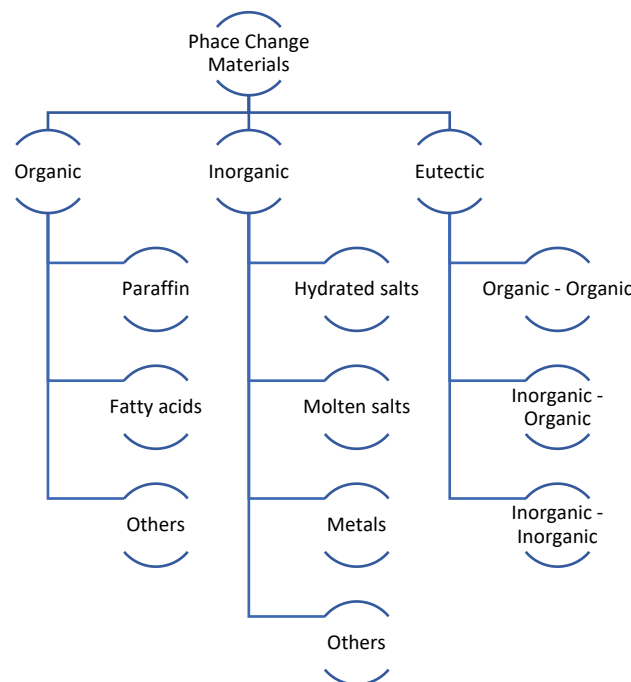 Phace Change
Materials
Organic
Inorganic
Eutectic
Paraffin
Hydrated salts
Organic - Organic
Fatty acids
Molten salts
Inorganic -
Organic
Others
Metals
Inorganic -
Inorganic
Others